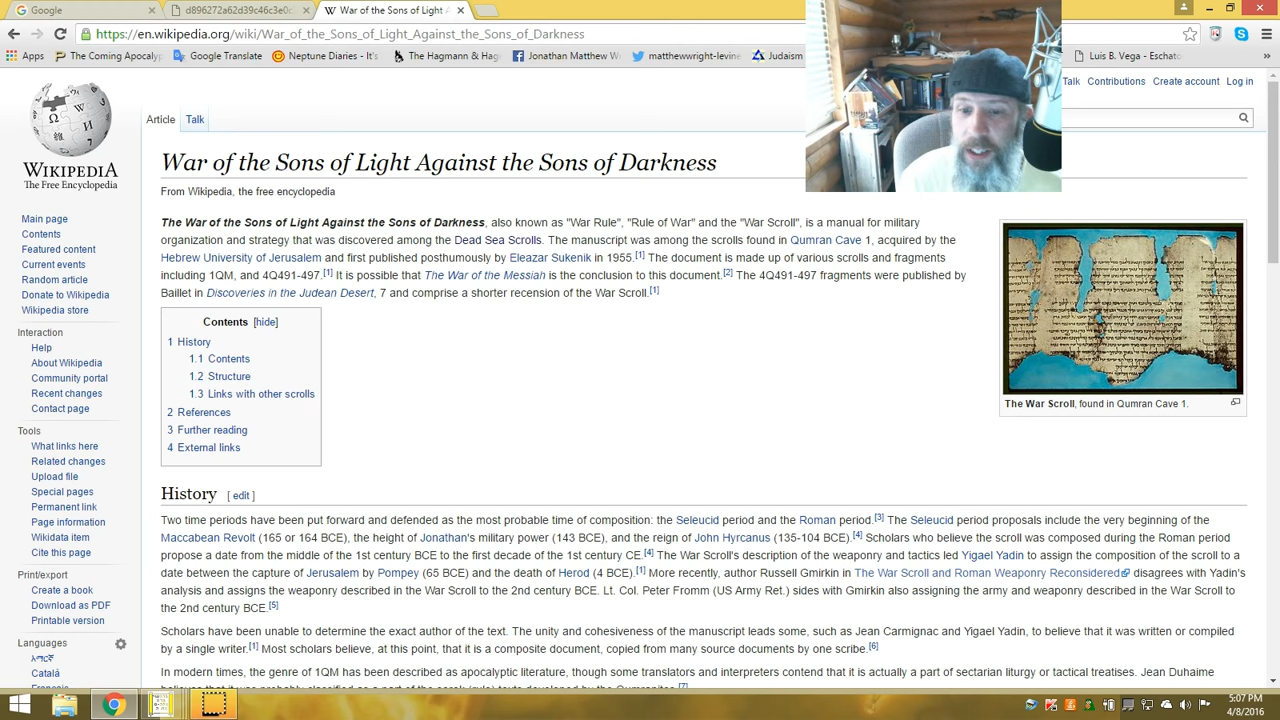 Google
d896272a62d39c46c3e0c
War of the Sons of Light A
https://en.wikipedia.org/wiki/War_of_the_Sons_of_Light_Against_the_Sons_of_Darkness
Apps
The Coming Apocalyp
Google Translate
Neptune Diaries:
The Hagmann & Hag
Jonathan Matthew W
matthewwright
Judaism
Luis B. Vega - Eschato
»
Talk Contributions Create account Log in
Article Talk
WIKIPEDIA
The Free Encyclopedia
Main page
Contents
Featured content
Current events
Random article
Donate to Wikipedia
Wikipedia store
Interaction
Help
About Wikipedia
Community portal
Recent changes
Contact page
Tools
What links here
Related changes
Upload file
Special pages
Permanent link
Page information
Wikidata item
Cite this page
Print/export
Create a book
Download as PDF
Printable version
Languages
አማርኛ
Català
War of the Sons of Light Against the Sons of Darkness
From Wikipedia, the free encyclopedia
The War of the Sons of Light Against the Sons of Darkness, also known as "War Rule", "Rule of War" and the "War Scroll", is a manual for military
organization and strategy that was discovered among the Dead Sea Scrolls. The manuscript was among the scrolls found in Qumran Cave 1, acquired by the
Hebrew University of Jerusalem and first published posthumously by Eleazar Sukenik in 1955.[1] The document is made up of various scrolls and fragments
including 1QM, and 4Q491-497.[1] It is possible that The War of the Messiah is the conclusion to this document.[2] The 4Q491-497 fragments were published by
Baillet in Discoveries in the Judean Desert, 7 and comprise a shorter recension of the War Scroll.[1]
The War Scroll, found in Qumran Cave 1.
Contents [hide]
1 History
1.1 Contents
1.2 Structure
1.3 Links with other scrolls
2 References
3 Further reading
4 External links
History [ edit ]
Two time periods have been put forward and defended as the most probable time of composition: the Seleucid period and the Roman period.[3] The Seleucid period proposals include the very beginning of the
Maccabean Revolt (165 or 164 BCE), the height of Jonathan's military power (143 BCE), and the reign of John Hyrcanus (135-104 BCE).[4] Scholars who believe the scroll was composed during the Roman period
propose a date from the middle of the 1st century BCE to the first decade of the 1st century CE.[4] The War Scroll's description of the weaponry and tactics led Yigael Yadin to assign the composition of the scroll to a
date between the capture of Jerusalem by Pompey (65 BCE) and the death of Herod (4 BCE).[1] More recently, author Russell Gmirkin in The War Scroll and Roman Weaponry Reconsidered disagrees with Yadin's
analysis and assigns the weaponry described in the War Scroll to the 2nd century BCE. Lt. Col. Peter Fromm (US Army Ret.) sides with Gmirkin also assigning the army and weaponry described in the War Scroll to
the 2nd century BCE.[5]
Scholars have been unable to determine the exact author of the text. The unity and cohesiveness of the manuscript leads some, such as Jean Carmignac and Yigael Yadin, to believe that it was written or compiled
by a single writer.[1] Most scholars believe, at this point, that it is a composite document, copied from many source documents by one scribe.[6]
In modern times, the genre of 1QM has been described as apocalyptic literature, though some translators and interpreters contend that it is actually a part of sectarian liturgy or tactical treatises. Jean Duhaime
5:07 PM
4/8/2016